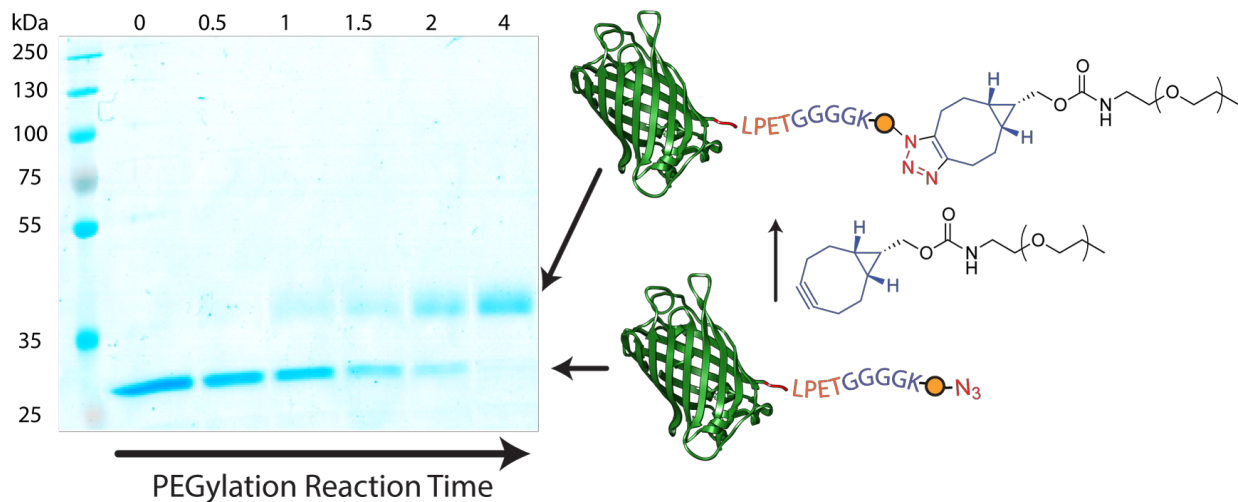 kDa 0 0.5 1 1.5 2 4
250
130
100
75
55
35
25
PEGylation Reaction Time
LPETGGGGK
N
N
N
H
H
O
O
N
H
O
H
H
O
O
N
H
O
LPETGGGGK
N3